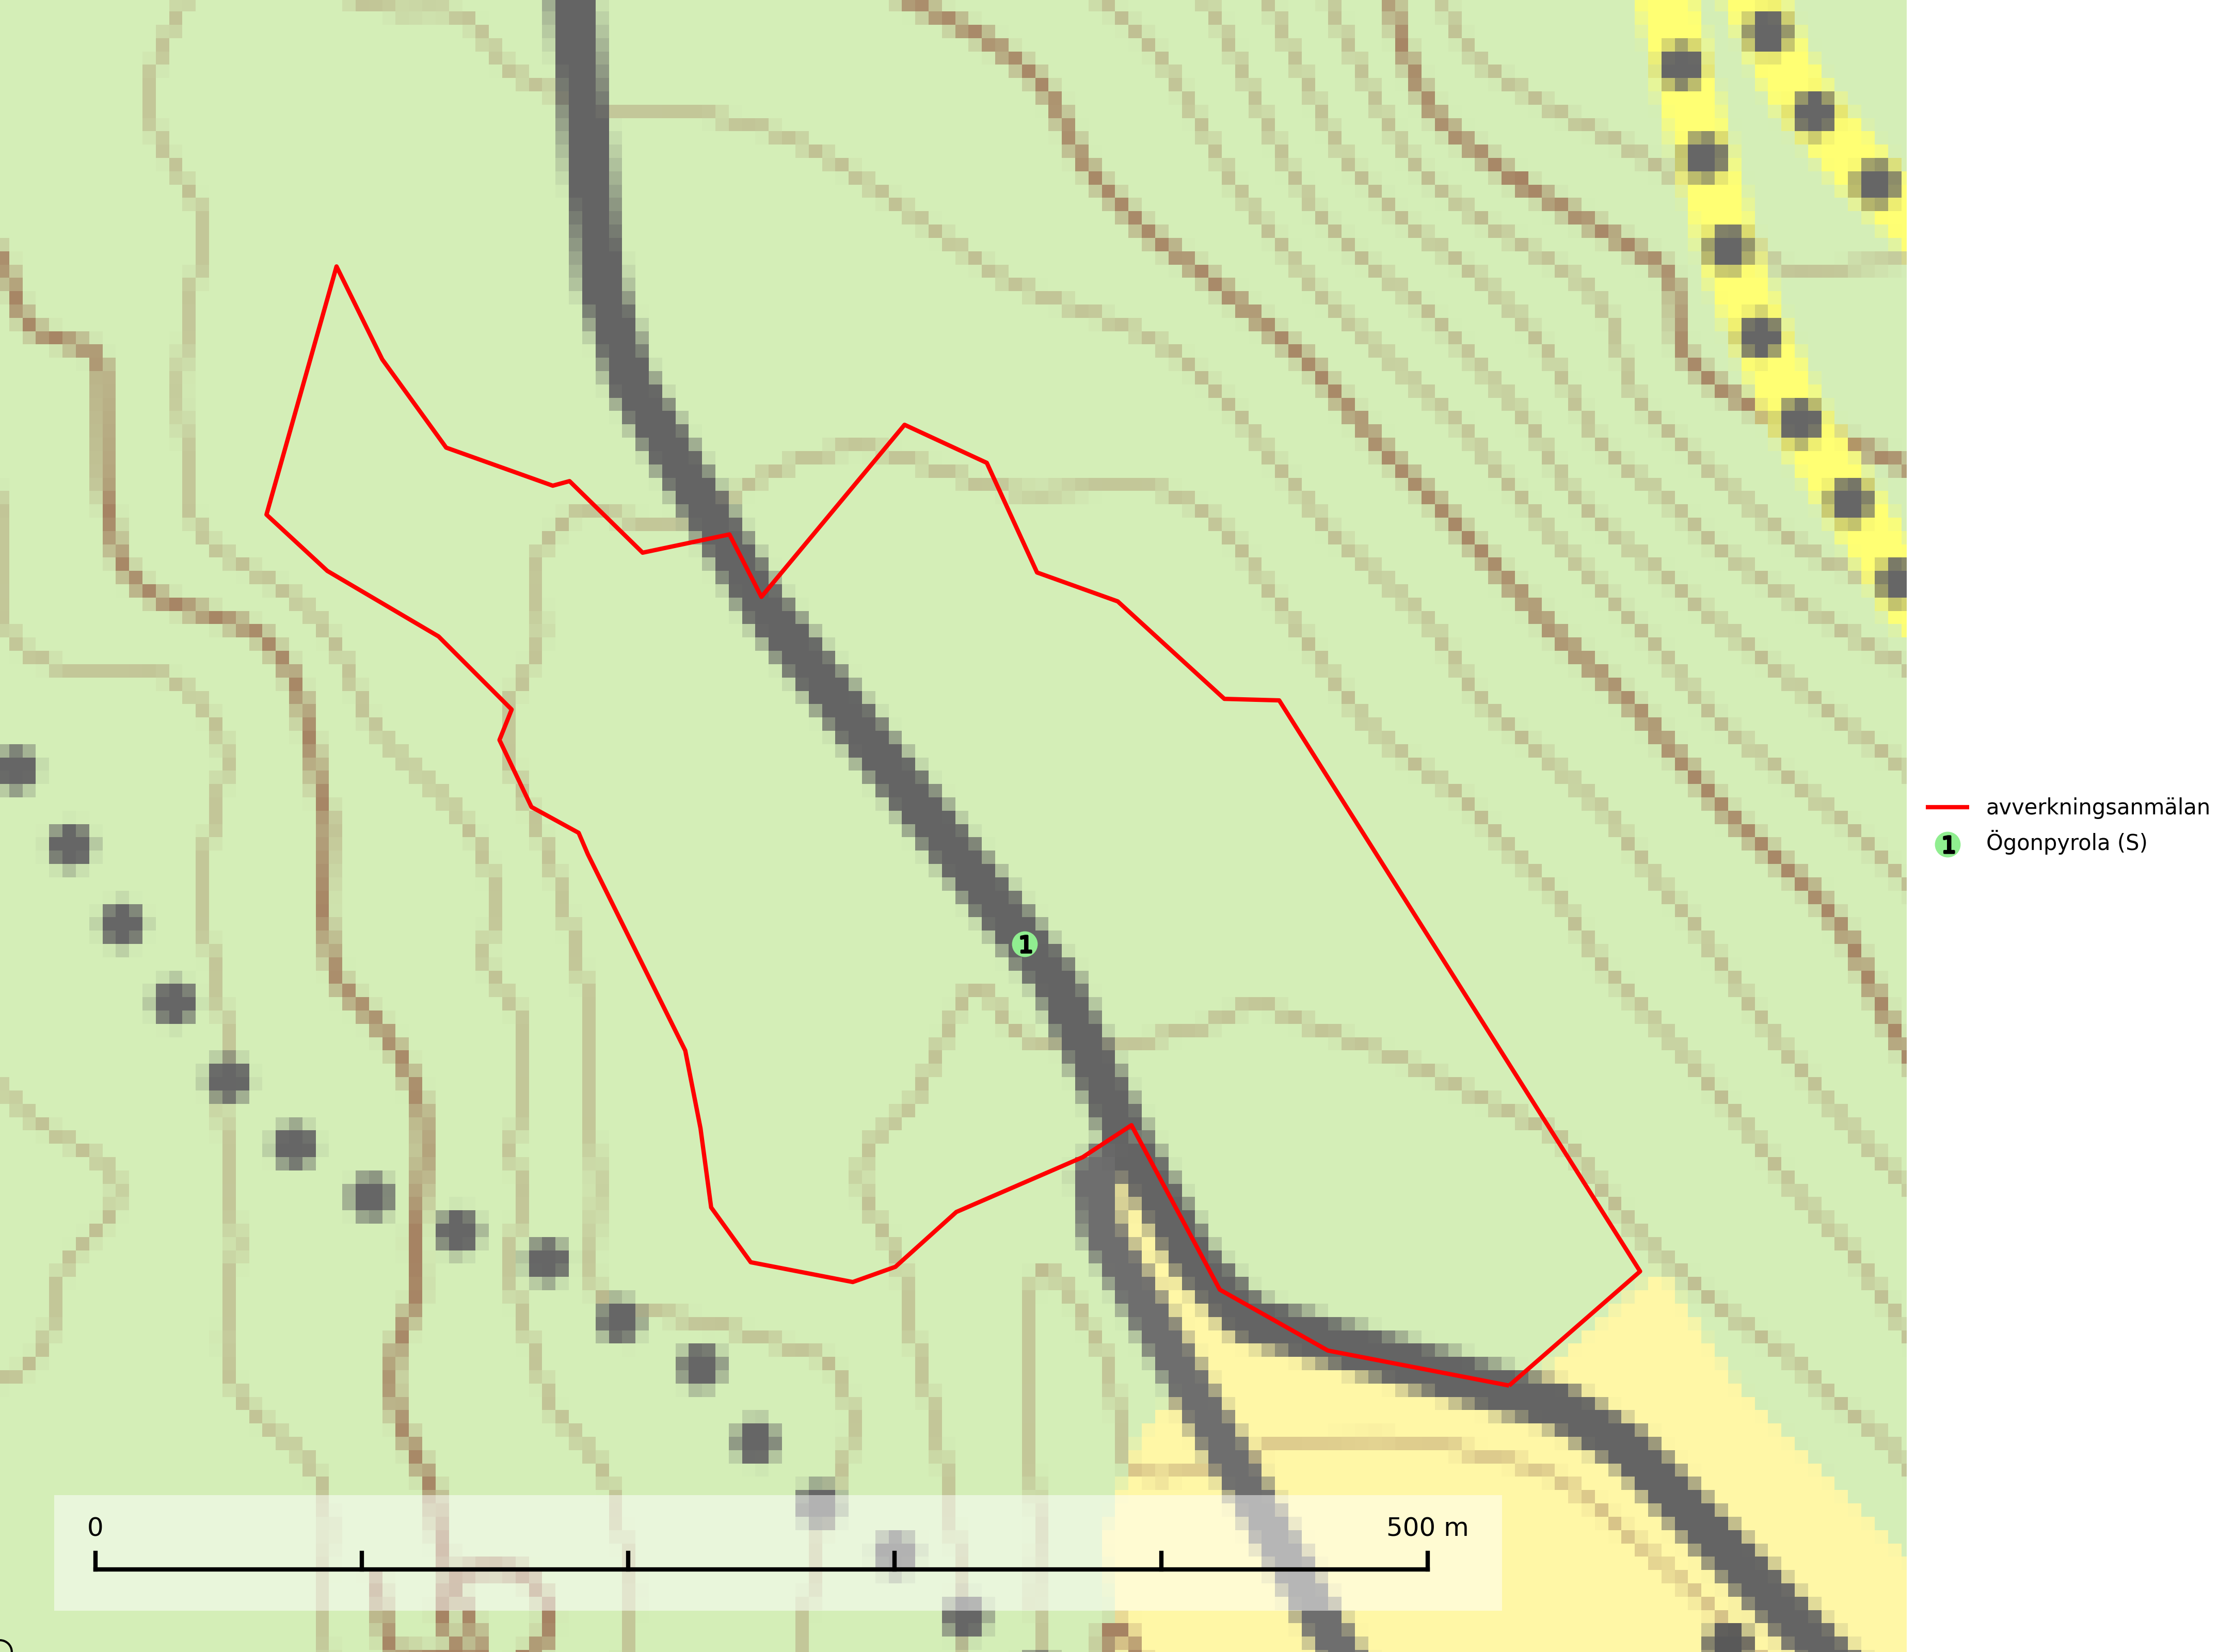 1
avverkningsanmälan
1 Ögonpyrola (S)
0 500 m